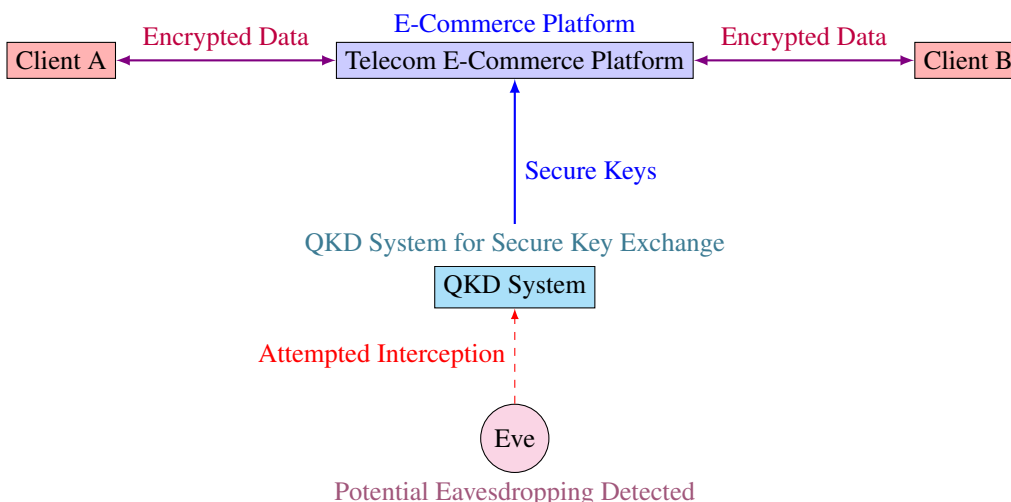 E-Commerce Platform
Encrypted Data
Encrypted Data
Client A
Telecom E-Commerce Platform
Client B
Secure Keys
QKD System for Secure Key Exchange
QKD System
Attempted Interception
Eve
Potential Eavesdropping Detected